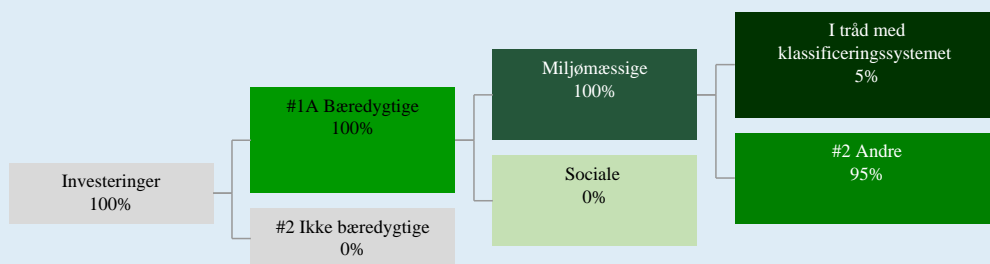 Investeringer
100%
#1A Bæredygtige
100%
#2 Ikke bæredygtige
0%
Miljømæssige
100%
Sociale
0%
I tråd med
klassificeringssystemet
5%
#2 Andre
95%